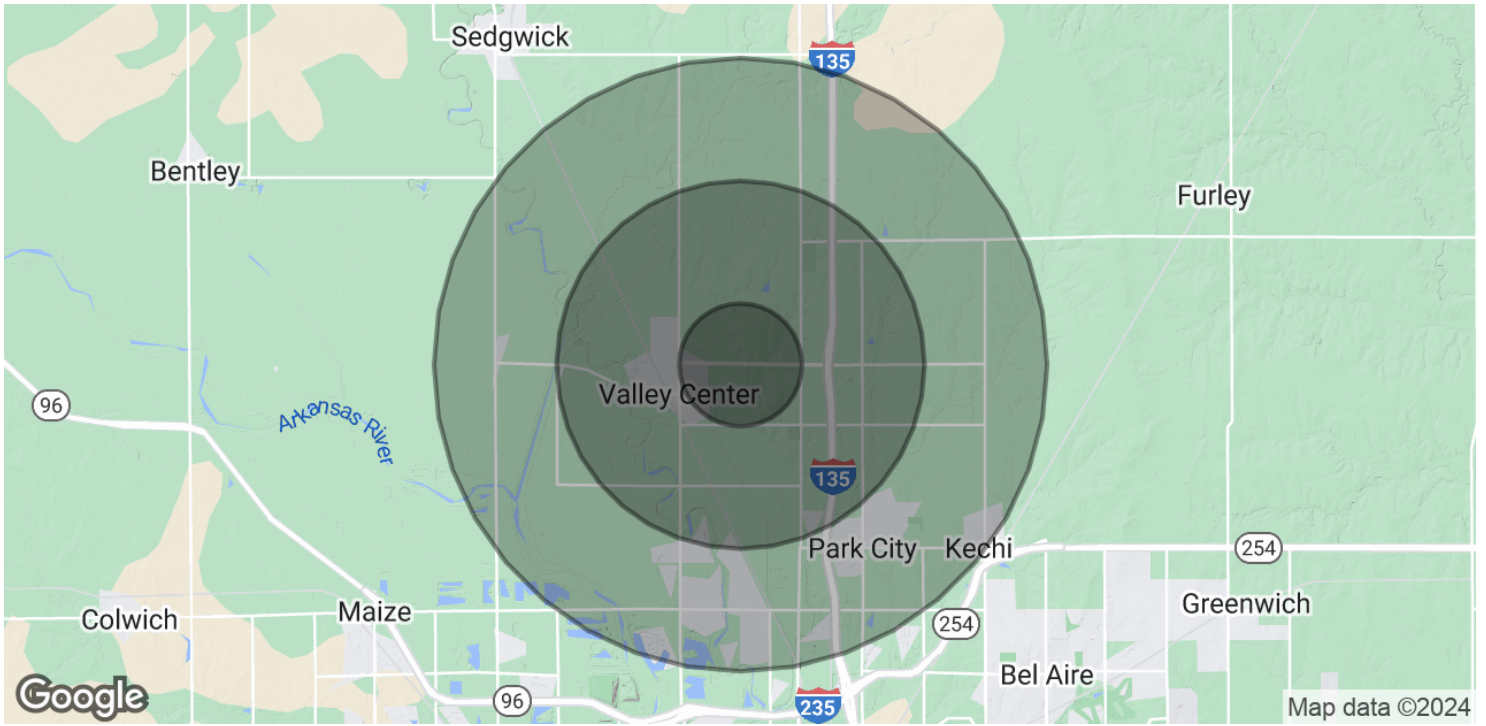 Sedgwick
135
Bentley
Furley
Valley Center
96
Arkansas River
135
Park City
Kechi
254
Colwich
Maize
Greenwich
254
Bel Aire
Google
96
235
Map data ©2024